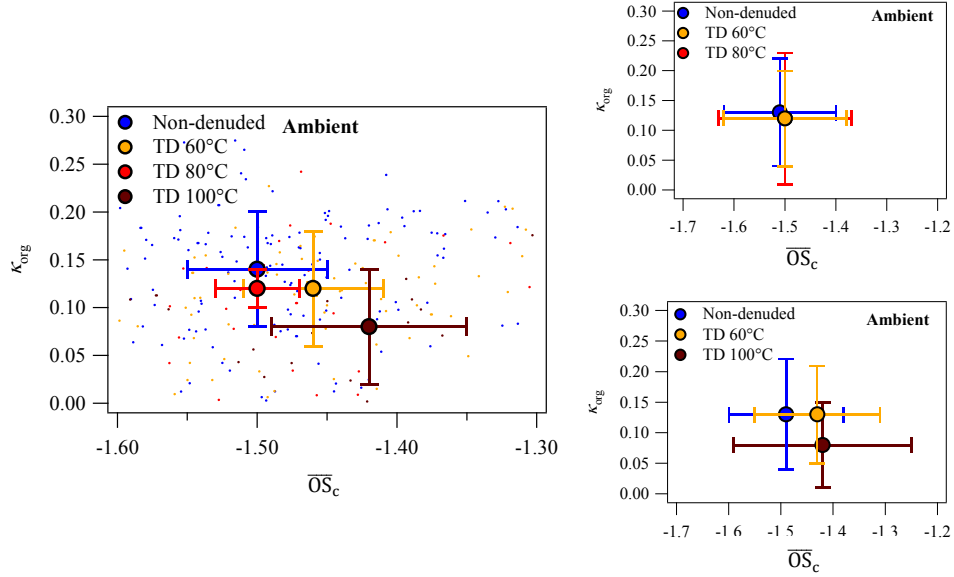 Non-denuded
Ambient
TD 60°C
TD 80°C
TD 100°C
0.30
0.25
0.20
0.15
0.10
0.05
0.00
κorg
-1.60
-1.50
-1.40
-1.30
OSc
Non-denuded
Ambient
TD 60°C
TD 80°C
0.30
0.25
0.20
0.15
0.10
0.05
0.00
κorg
-1.7
-1.6
-1.5
-1.4
-1.3
-1.2
OSc
Non-denuded
Ambient
TD 60°C
TD 100°C
0.30
0.25
0.20
0.15
0.10
0.05
0.00
κorg
-1.7
-1.6
-1.5
-1.4
-1.3
-1.2
OSc